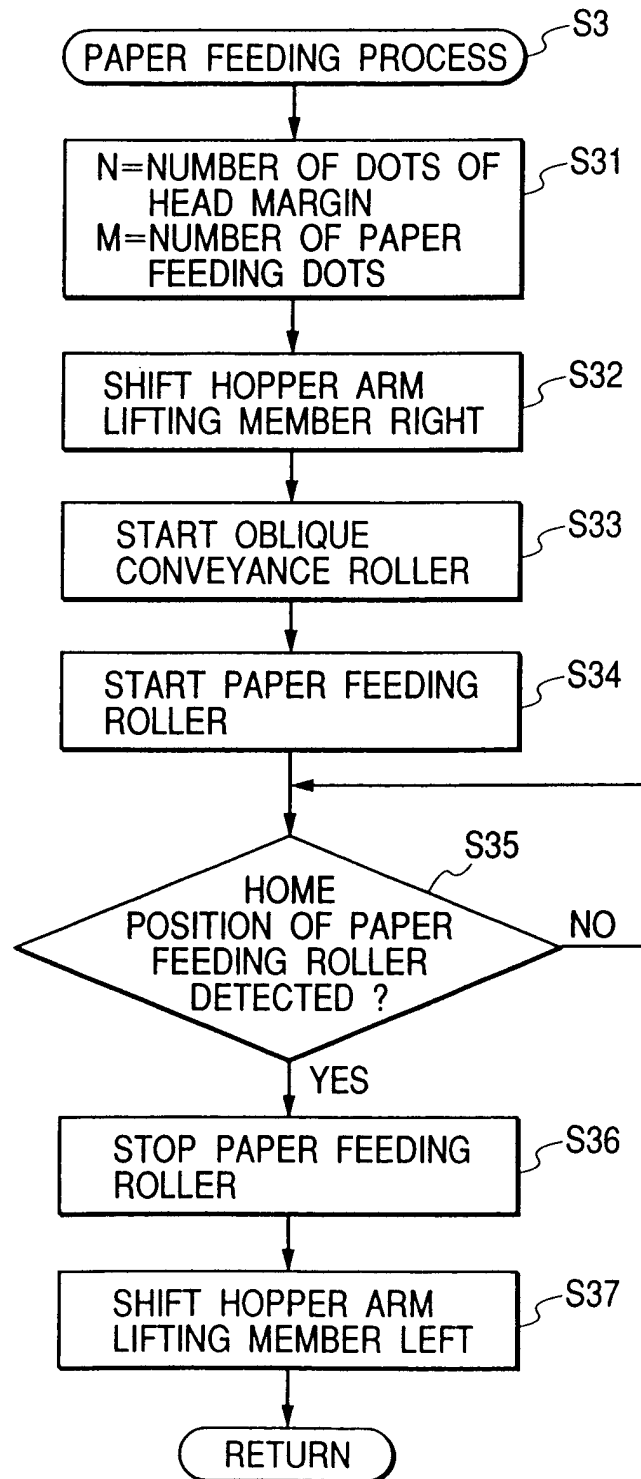 S3
PAPER FEEDING PROCESS
S31
N=NUMBER OF DOTS OF
HEAD MARGIN
M=NUMBER OF PAPER
FEEDING DOTS
S32
SHIFT HOPPER ARM
LIFTING MEMBER RIGHT
S33
START OBLIQUE
CONVEYANCE ROLLER
S34
START PAPER FEEDING
ROLLER
S35
HOME
POSITION OF PAPER
FEEDING ROLLER
DETECTED ?
NO
YES
S36
STOP PAPER FEEDING
ROLLER
S37
SHIFT HOPPER ARM
LIFTING MEMBER LEFT
RETURN